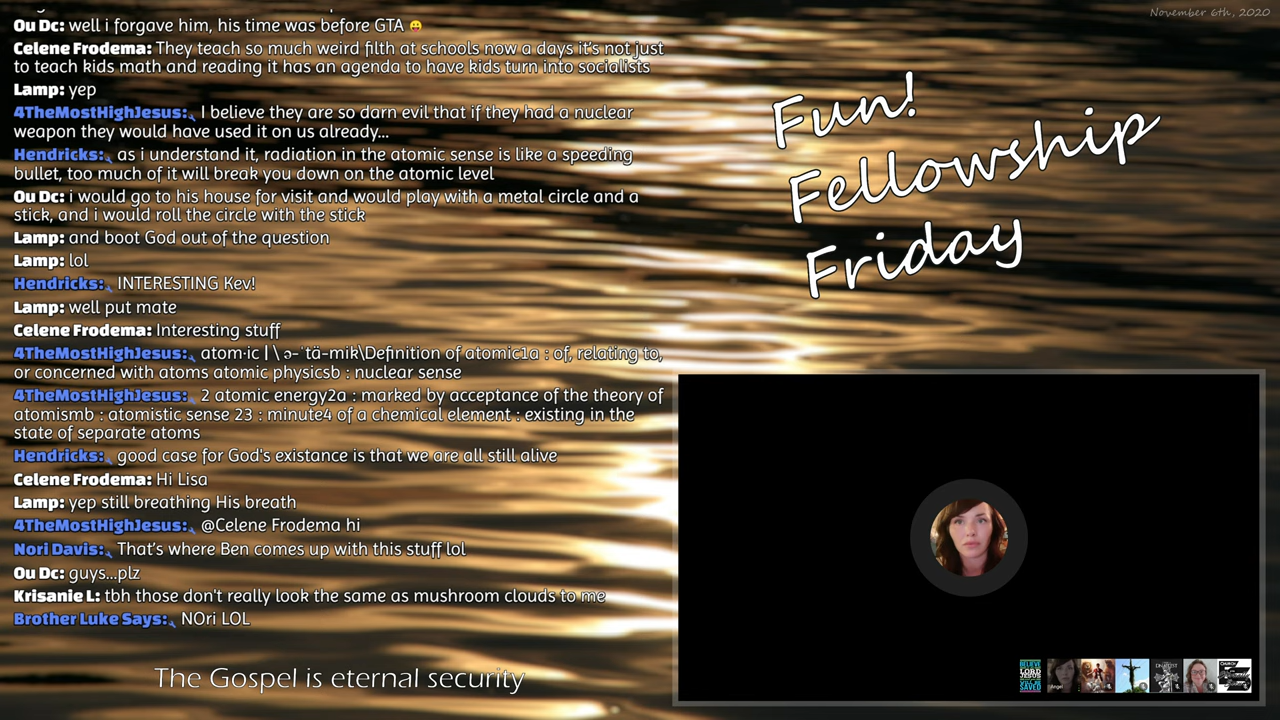 November 6th, 2020
Ou Dc: well i forgave him, his time was before GTA 😛
Celene Frodema: They teach so much weird filth at schools now a days it's not just
to teach kids math and reading it has an agenda to have kids turn into socialists
Lamp: yep
4TheMostHighJesus: I believe they are so darn evil that if they had a nuclear
weapon they would have used it on us already...
Hendricks: as i understand it, radiation in the atomic sense is like a speeding
bullet, too much of it will break you down on the atomic level
Ou Dc: i would go to his house for visit and would play with a metal circle and a
stick, and i would roll the circle with the stick
Lamp: and boot God out of the question
Lamp: lol
Hendricks: INTERESTING Kev!
Lamp: well put mate
Celene Frodema: Interesting stuff
4TheMostHighJesus: atom·ic | \ ə-ˈtä-mik\Definition of atomic1a : of, relating to,
or concerned with atoms atomic physicsb : nuclear sense
4TheMostHighJesus: 2 atomic energy2a : marked by acceptance of the theory of
atomismb : atomistic sense 23 : minute4 of a chemical element : existing in the
state of separate atoms
Hendricks: good case for God's existance is that we are all still alive
Celene Frodema: Hi Lisa
Lamp: yep still breathing His breath
4TheMostHighJesus: @Celene Frodema hi
Nori Davis: That's where Ben comes up with this stuff lol
Ou Dc: guys...plz
Krisanie L: tbh those don't really look the same as mushroom clouds to me
Brother Luke Says: NOri LOL
The Gospel is eternal security
Fun!
Fellowship
Friday
BELIEVE
LORD
JESUS
SAVED
Angel